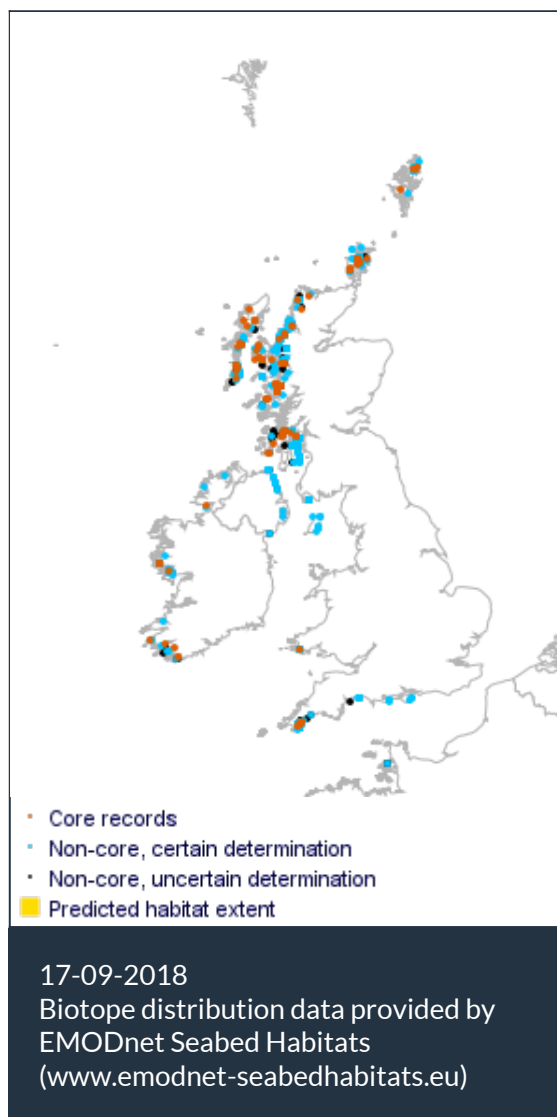 Core records
Non-core, certain determination
Non-core, uncertain determination
Predicted habitat extent
17-09-2018
Biotope distribution data provided by
EMODnet Seabed Habitats
(www.emodnet-seabedhabitats.eu)